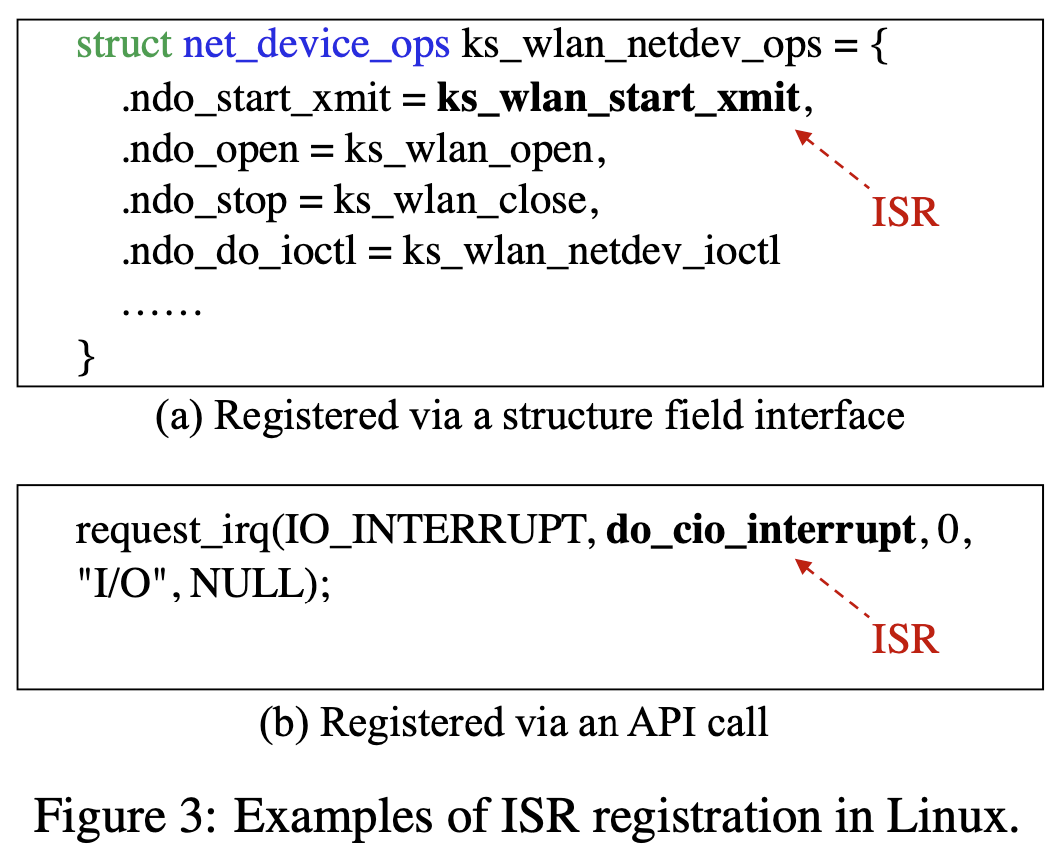 struct net_device_ops ks_wlan_netdev_ops = {
.ndo_start_xmit = ks_wlan_start_xmit,
.ndo_open = ks_wlan_open,
.ndo_stop = ks_wlan_close,
ISR
.ndo_do_ioctl = ks_wlan_netdev_ioctl
……
}
(a) Registered via a structure field interface
request_irq(IO_INTERRUPT, do_cio_interrupt, 0,
"I/O", NULL);
ISR
(b) Registered via an API call
Figure 3: Examples of ISR registration in Linux.